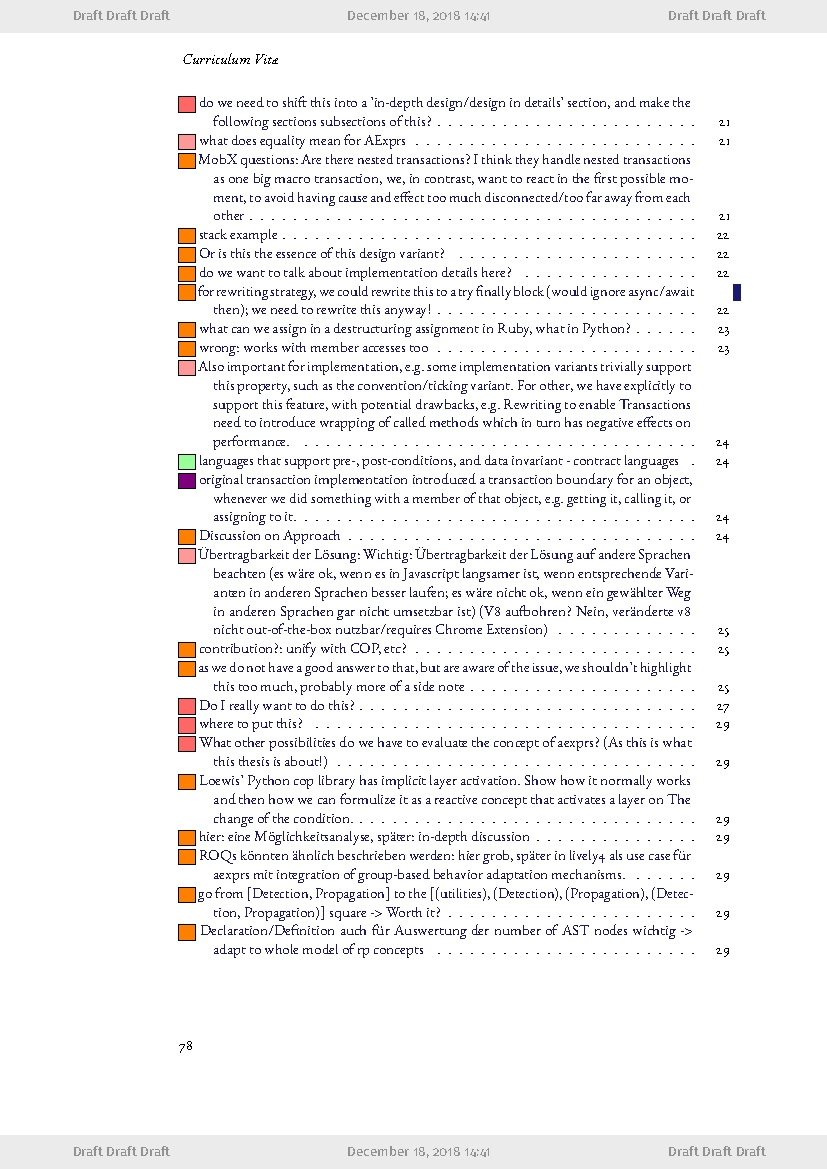 Draft Draft Draft December 18, 2018 14:41 Draft Draft Draft
Curriculum Vitæ
do we need to shift this into a 'in-depth design/design in details' section, and make the
following sections subsections of this? . . . . . . . . . . . . . . . . . . . . . . . . 21
what does equality mean for AExprs . . . . . . . . . . . . . . . . . . . . . . . . . . 21
MobX questions: Are there nested transactions? I think they handle nested transactions
as one big macro transaction, we, in contrast, want to react in the first possible mo-
ment, to avoid having cause and effect too much disconnected/too far away from each
other . . . . . . . . . . . . . . . . . . . . . . . . . . . . . . . . . . . . . . . . . 21
stack example . . . . . . . . . . . . . . . . . . . . . . . . . . . . . . . . . . . . . . 22
Or is this the essence of this design variant? . . . . . . . . . . . . . . . . . . . . . . 22
do we want to talk about implementation details here? . . . . . . . . . . . . . . . . 22
for rewriting strategy, we could rewrite this to a try finally block (would ignore async/await
then); we need to rewrite this anyway! . . . . . . . . . . . . . . . . . . . . . . . . 22
what can we assign in a destructuring assignment in Ruby, what in Python? . . . . . . 23
wrong: works with member accesses too . . . . . . . . . . . . . . . . . . . . . . . . 23
Also important for implementation, e.g. some implementation variants trivially support
this property, such as the convention/ticking variant. For other, we have explicitly to
support this feature, with potential drawbacks, e.g. Rewriting to enable Transactions
need to introduce wrapping of called methods which in turn has negative effects on
performance. . . . . . . . . . . . . . . . . . . . . . . . . . . . . . . . . . . . . 24
languages that support pre-, post-conditions, and data invariant - contract languages . 24
original transaction implementation introduced a transaction boundary for an object,
whenever we did something with a member of that object, e.g. getting it, calling it, or
assigning to it. . . . . . . . . . . . . . . . . . . . . . . . . . . . . . . . . . . . . 24
Discussion on Approach . . . . . . . . . . . . . . . . . . . . . . . . . . . . . . . . 24
Übertragbarkeit der Lösung: Wichtig: Übertragbarkeit der Lösung auf andere Sprachen
beachten (es wäre ok, wenn es in Javascript langsamer ist, wenn entsprechende Vari-
anten in anderen Sprachen besser laufen; es wäre nicht ok, wenn ein gewählter Weg
in anderen Sprachen gar nicht umsetzbar ist) (V8 aufbohren? Nein, veränderte v8
nicht out-of-the-box nutzbar/requires Chrome Extension) . . . . . . . . . . . . . 25
contribution?: unify with COP, etc? . . . . . . . . . . . . . . . . . . . . . . . . . . 25
as we do not have a good answer to that, but are aware of the issue, we shouldn't highlight
this too much, probably more of a side note . . . . . . . . . . . . . . . . . . . . . 25
Do I really want to do this? . . . . . . . . . . . . . . . . . . . . . . . . . . . . . . . 27
where to put this? . . . . . . . . . . . . . . . . . . . . . . . . . . . . . . . . . . . 29
What other possibilities do we have to evaluate the concept of aexprs? (As this is what
this thesis is about!) . . . . . . . . . . . . . . . . . . . . . . . . . . . . . . . . . 29
Loewis' Python cop library has implicit layer activation. Show how it normally works
and then how we can formulize it as a reactive concept that activates a layer on The
change of the condition. . . . . . . . . . . . . . . . . . . . . . . . . . . . . . . . 29
hier: eine Möglichkeitsanalyse, später: in-depth discussion . . . . . . . . . . . . . . . 29
ROQs könnten ähnlich beschrieben werden: hier grob, später in lively4 als use case für
aexprs mit integration of group-based behavior adaptation mechanisms. . . . . . . 29
go from [Detection, Propagation] to the [(utilities), (Detection), (Propagation), (Detec-
tion, Propagation)] square -> Worth it? . . . . . . . . . . . . . . . . . . . . . . . 29
Declaration/Definition auch für Auswertung der number of AST nodes wichtig ->
adapt to whole model of rp concepts . . . . . . . . . . . . . . . . . . . . . . . . 29
78
Draft Draft Draft December 18, 2018 14:41 Draft Draft Draft